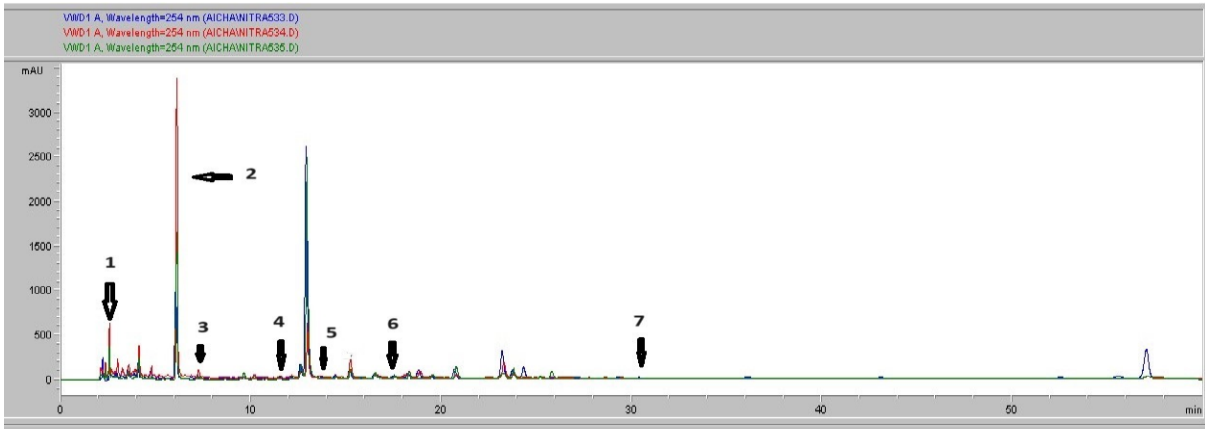 VWD1 A, Wavelength=254 nm (AICHA\NITRA533.D)
VWD1 A, Wavelength=254 nm (AICHA\NITRA534.D)
VWD1 A, Wavelength=254 nm (AICHA\NITRA535.D)
mAU
3000
2500
2000
1500
1000
500
0
2
1
3
4
5
6
7
0 10 20 30 40 50 min